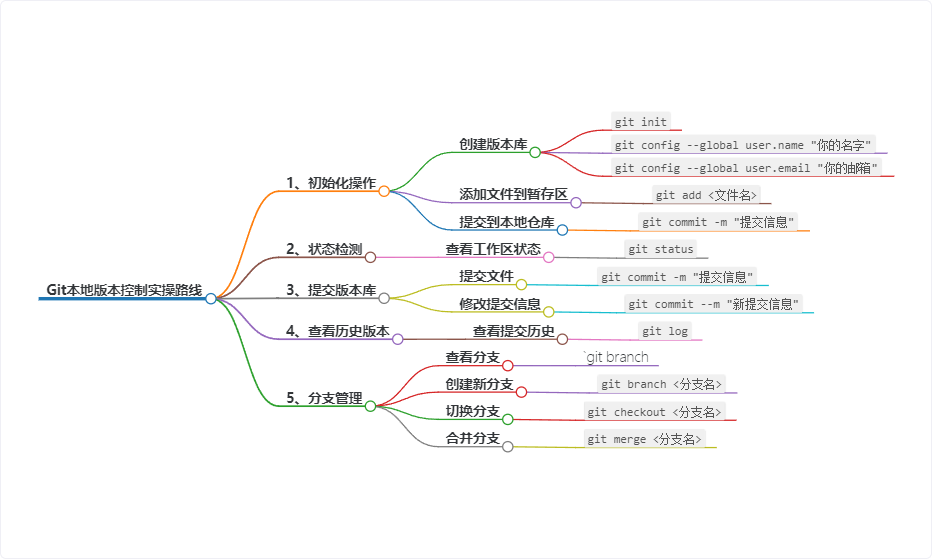 Git本地版本控制实操路线
1、初始化操作
创建版本库
git init
git config --global user.name "你的名字"
git config --global user.email "你的邮箱"
添加文件到暂存区
git add <文件名>
提交到本地仓库
git commit -m "提交信息"
2、状态检测
查看工作区状态
git status
3、提交版本库
提交文件
git commit -m "提交信息"
修改提交信息
git commit --m "新提交信息"
4、查看历史版本
查看提交历史
git log
5、分支管理
查看分支
`git branch
创建新分支
git branch <分支名>
切换分支
git checkout <分支名>
合并分支
git merge <分支名>